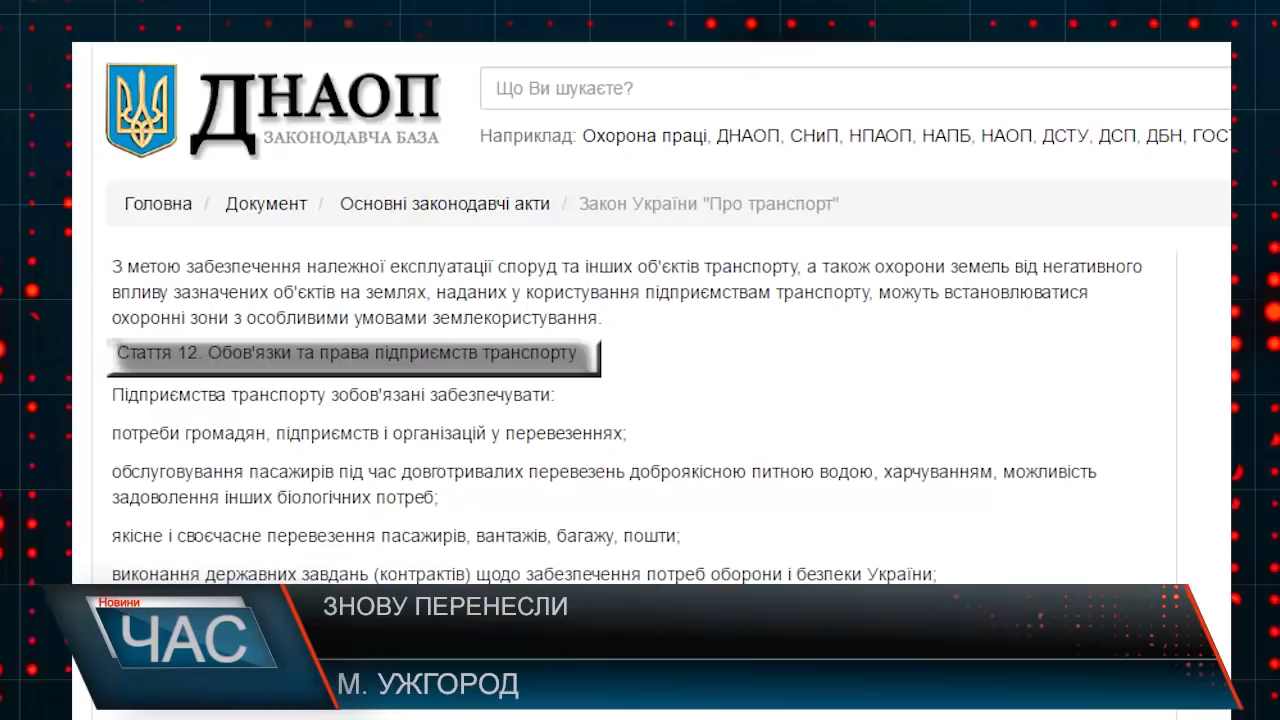 ДНАОП
ЗАКОНОДАВЧА БАЗА
Що Ви шукаєте?
Наприклад: Охорона праці, ДНАОП, СНиП, НПАОП, НАПБ, НАОП, ДСТУ, ДСП, ДБН, ГОСТ
Головна / Документ / Основні законодавчі акти / Закон України "Про транспорт"
З метою забезпечення належної експлуатації споруд та інших об'єктів транспорту, а також охорони земель від негативного
впливу зазначених об'єктів на землях, наданих у користування підприємствам транспорту, можуть встановлюватися
охоронні зони з особливими умовами землекористування.
Стаття 12. Обов'язки та права підприємств транспорту
Підприємства транспорту зобов'язані забезпечувати:
потреби громадян, підприємств і організацій у перевезеннях;
обслуговування пасажирів під час довготривалих перевезень доброякісною питною водою, харчуванням, можливість
задоволення інших біологічних потреб;
якісне і своєчасне перевезення пасажирів, вантажів, багажу, пошти;
виконання державних завдань (контрактів) щодо забезпечення потреб оборони і безпеки України;
Новини
ЧАС
ЗНОВУ ПЕРЕНЕСЛИ
М. УЖГОРОД